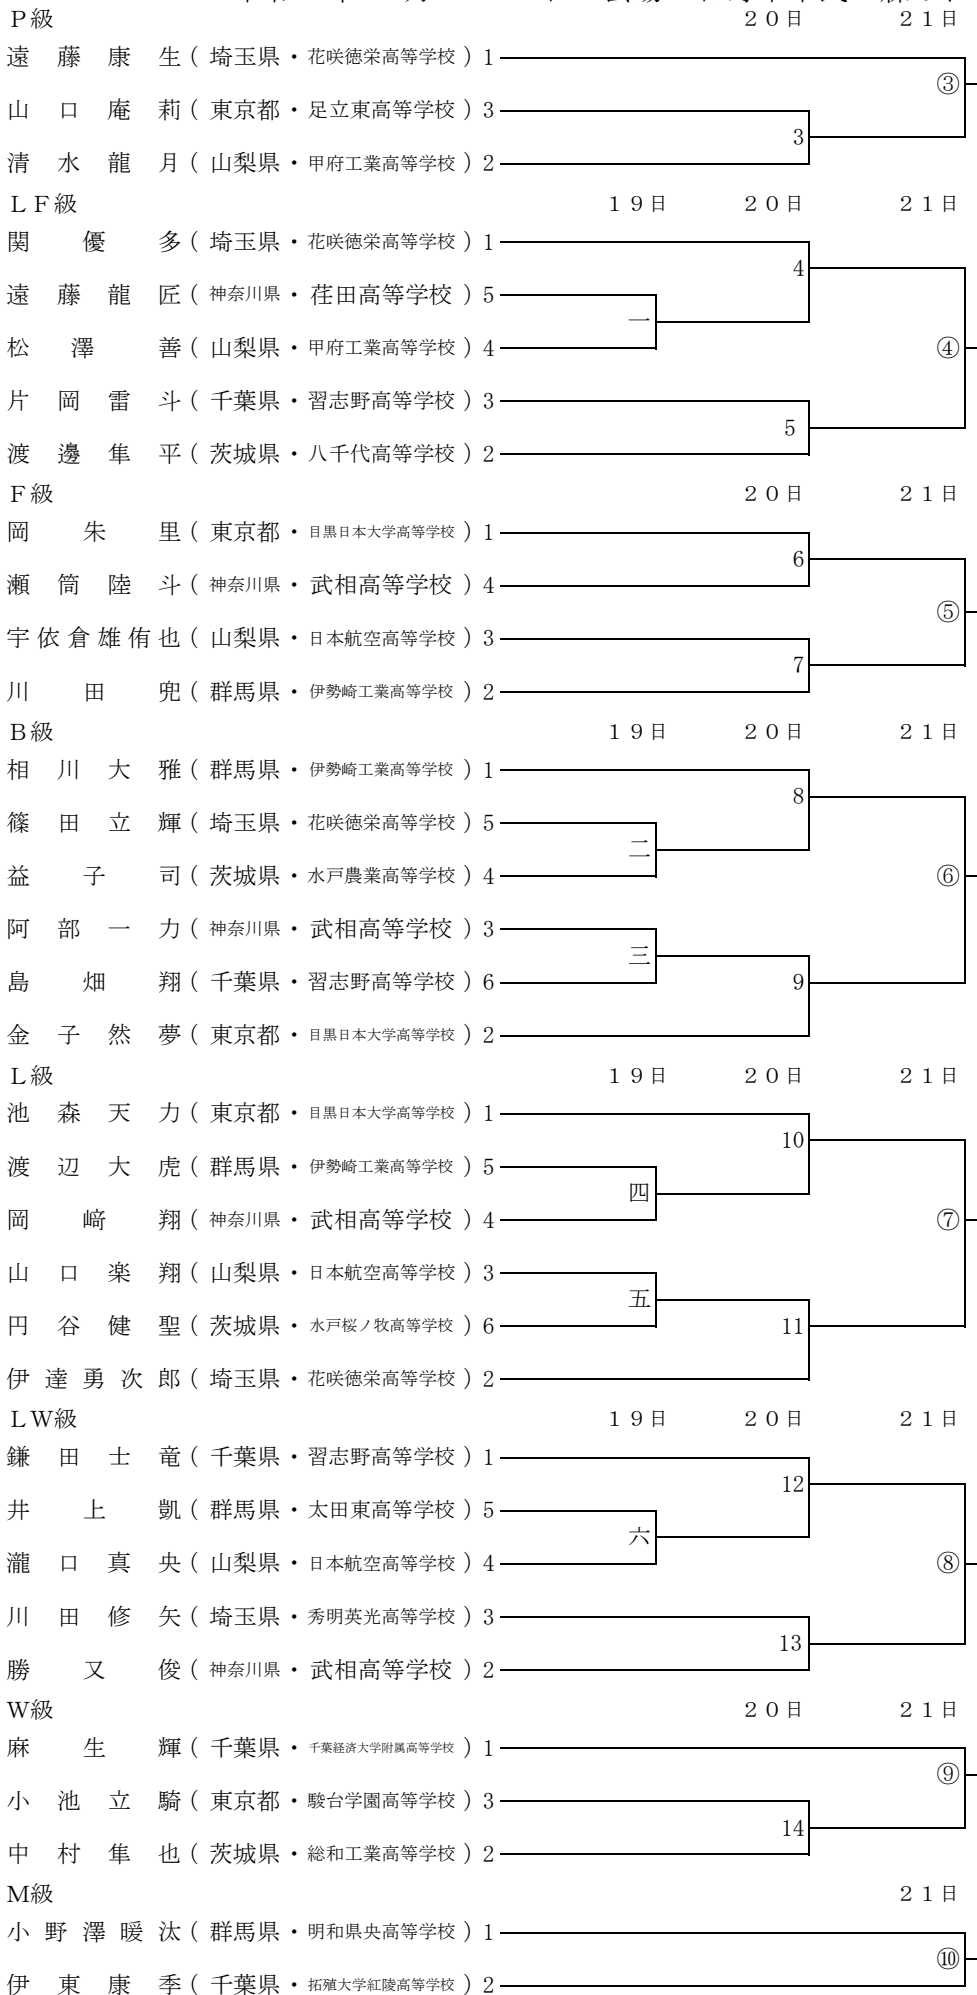 P級 20日 21日
遠藤康生(埼玉県・花咲徳栄高等学校)1
③
山口庵莉(東京都・足立東高等学校)3
3
清水龍月(山梨県・甲府工業高等学校)2
LF級 19日 20日 21日
関優多(埼玉県・花咲徳栄高等学校)1
4
遠藤龍匠(神奈川県・荏田高等学校)5
一
松澤善(山梨県・甲府工業高等学校)4
④
片岡雷斗(千葉県・習志野高等学校)3
5
渡邊隼平(茨城県・八千代高等学校)2
F級 20日 21日
岡朱里(東京都・目黒日本大学高等学校)1
6
瀬筒陸斗(神奈川県・武相高等学校)4
⑤
宇依倉雄侑也(山梨県・日本航空高等学校)3
7
川田兜(群馬県・伊勢崎工業高等学校)2
B級 19日 20日 21日
相川大雅(群馬県・伊勢崎工業高等学校)1
8
篠田立輝(埼玉県・花咲徳栄高等学校)5
二
益子司(茨城県・水戸農業高等学校)4
⑥
阿部一力(神奈川県・武相高等学校)3
三
島畑翔(千葉県・習志野高等学校)6
9
金子然夢(東京都・目黒日本大学高等学校)2
L級 19日 20日 21日
池森天力(東京都・目黒日本大学高等学校)1
10
渡辺大虎(群馬県・伊勢崎工業高等学校)5
四
岡﨑翔(神奈川県・武相高等学校)4
⑦
山口楽翔(山梨県・日本航空高等学校)3
五
円谷健聖(茨城県・水戸桜ノ牧高等学校)6
11
伊達勇次郎(埼玉県・花咲徳栄高等学校)2
LW級 19日 20日 21日
鎌田士竜(千葉県・習志野高等学校)1
12
井上凱(群馬県・太田東高等学校)5
六
瀧口真央(山梨県・日本航空高等学校)4
⑧
川田修矢(埼玉県・秀明英光高等学校)3
13
勝又俊(神奈川県・武相高等学校)2
W級 20日 21日
麻生輝(千葉県・千葉経済大学附属高等学校)1
⑨
小池立騎(東京都・駿台学園高等学校)3
14
中村隼也(茨城県・総和工業高等学校)2
M級 21日
小野澤暖汰(群馬県・明和県央高等学校)1
⑩
伊東康季(千葉県・拓殖大学紅陵高等学校)2